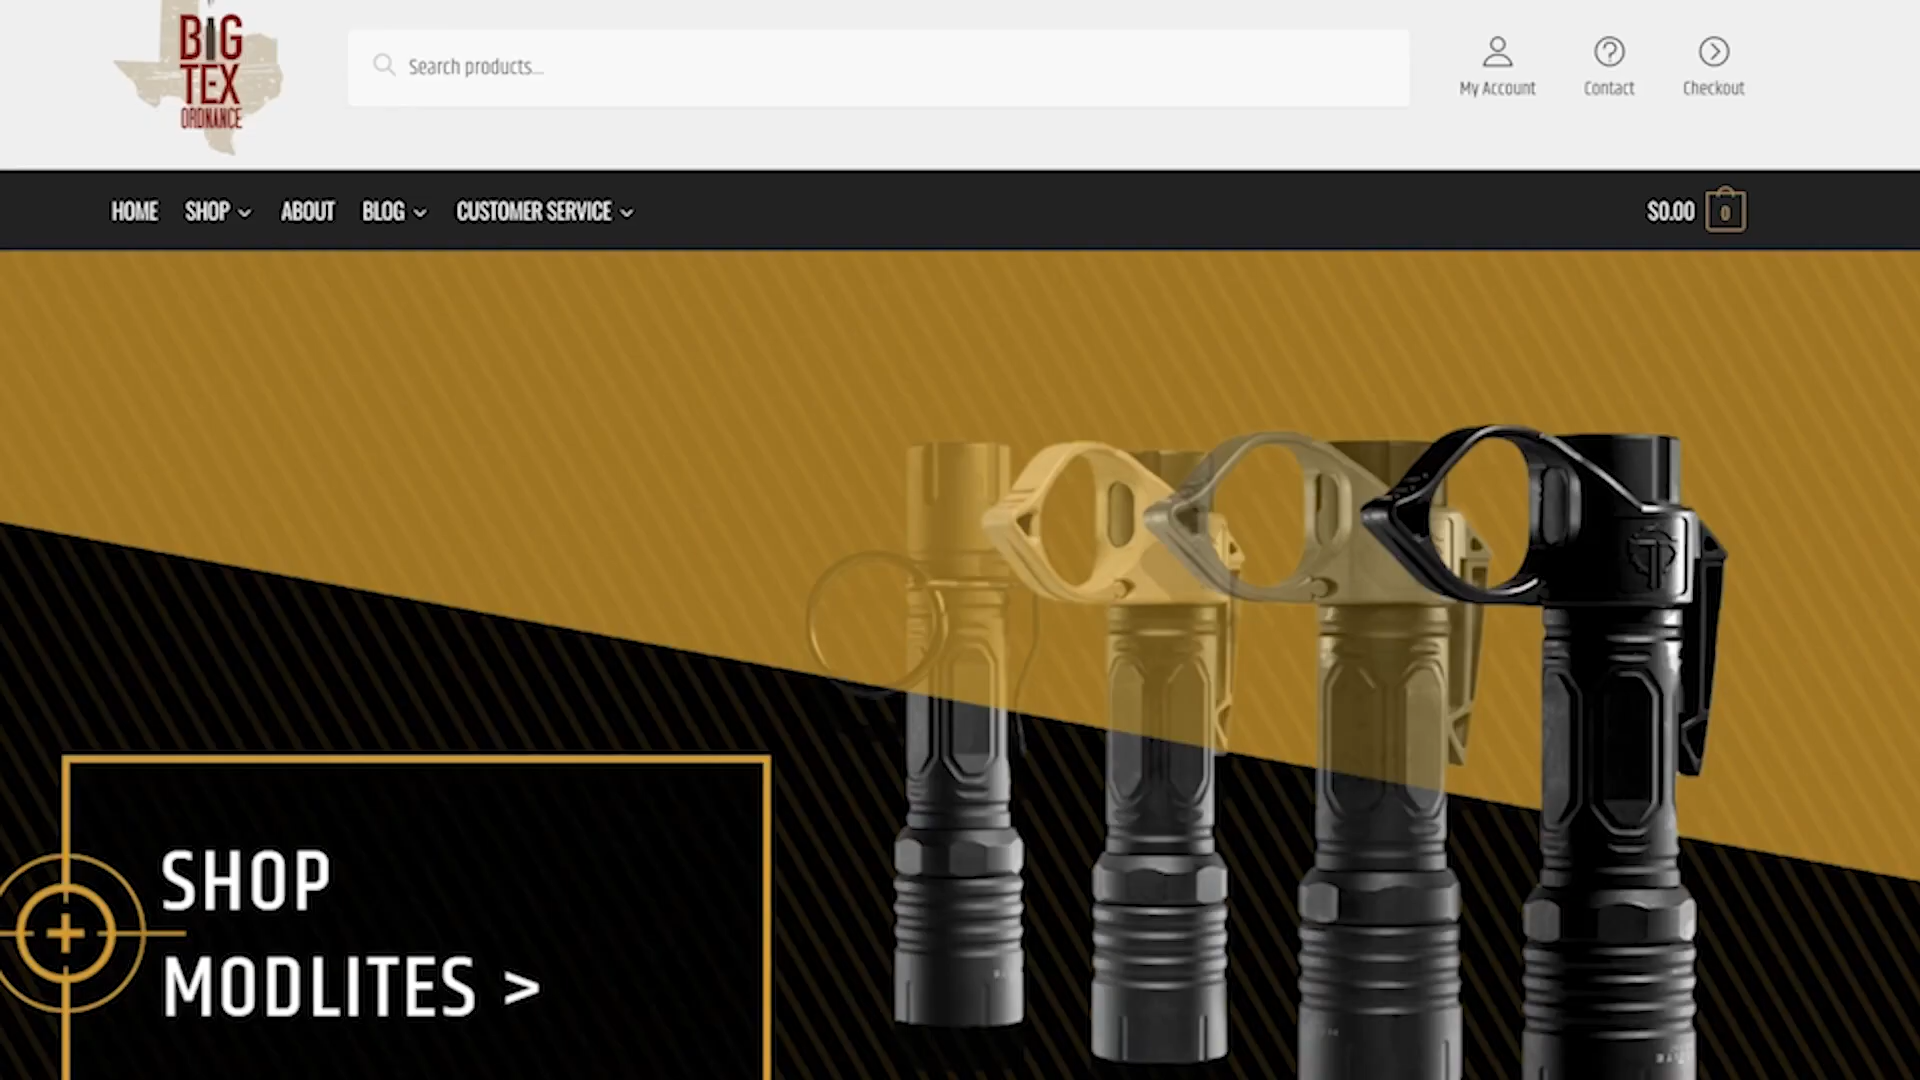 BIG
TEX
ORDNANCE
Search products...
My Account
Contact
Checkout
HOME
SHOP
ABOUT
BLOG
CUSTOMER SERVICE
$0.00
0
SHOP
MODLITES >